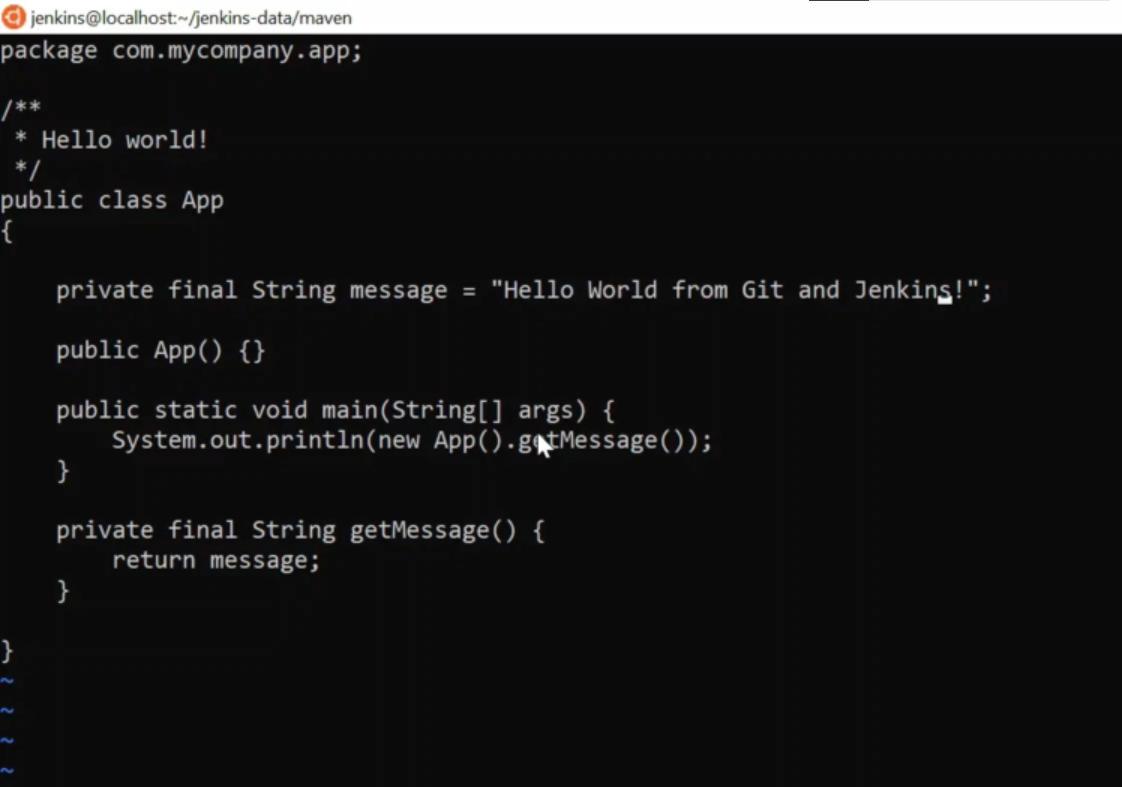 jenkins@localhost:~/jenkins-data/maven
package com.mycompany.app;
/**
 * Hello world!
 */
public class App
{
    private final String message = "Hello World from Git and Jenkins!";
    public App() {}
    public static void main(String[] args) {
        System.out.println(new App().getMessage());
    }
    private final String getMessage() {
        return message;
    }
}
~
~
~
~